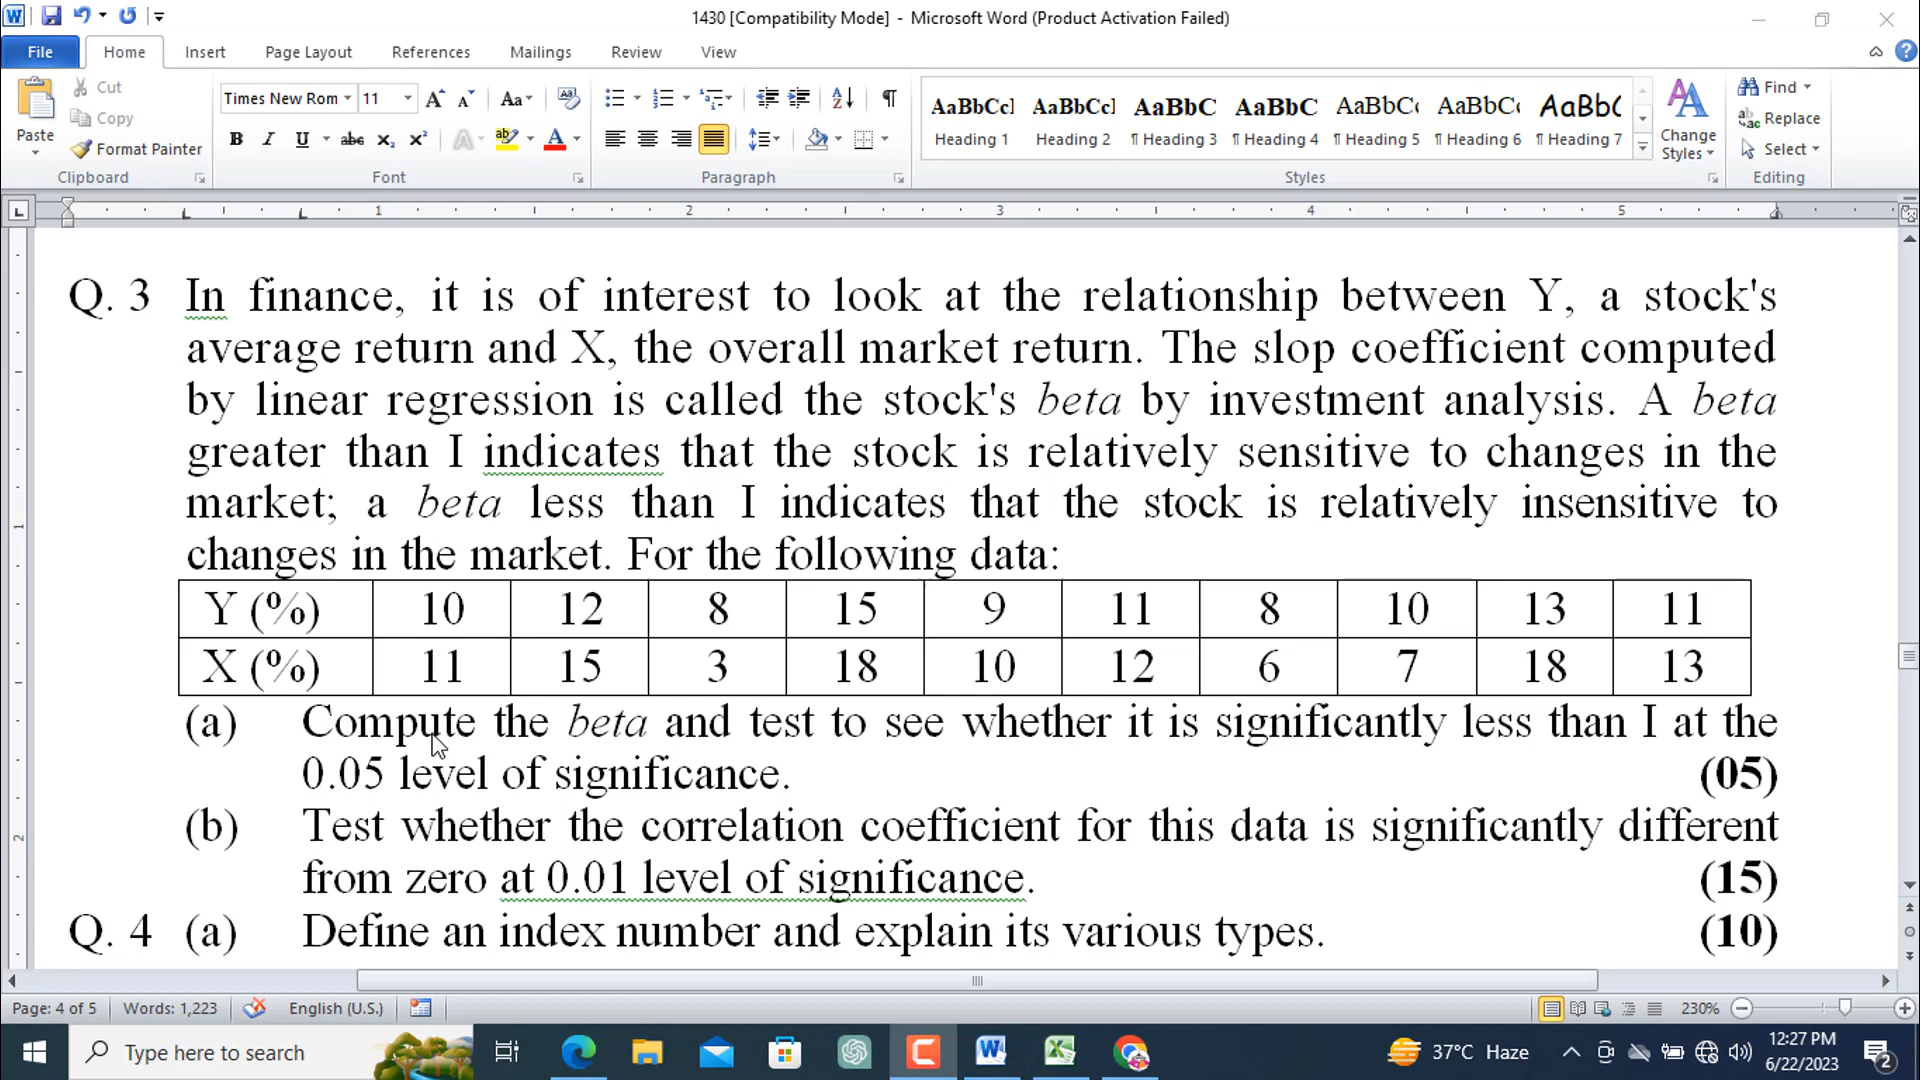 1430 [Compatibility Mode] - Microsoft Word (Product Activation Failed)
File Home Insert Page Layout References Mailings Review View
Paste
Cut
Copy
Format Painter
Clipboard
Times New Rom 11
Font
Paragraph
AaBbCcI AaBbCcI AaBbC AaBbC AaBbCc AaBbCc AaBbC
Heading 1 Heading 2 ¶ Heading 3 ¶ Heading 4 ¶ Heading 5 ¶ Heading 6 ¶ Heading 7
Styles
Change Styles
Find
Replace
Select
Editing
1 2 3 4 5
Q. 3 In finance, it is of interest to look at the relationship between Y, a stock's
average return and X, the overall market return. The slop coefficient computed
by linear regression is called the stock's beta by investment analysis. A beta
greater than I indicates that the stock is relatively sensitive to changes in the
market; a beta less than I indicates that the stock is relatively insensitive to
changes in the market. For the following data:
Y (%) 10 12 8 15 9 11 8 10 13 11
X (%) 11 15 3 18 10 12 6 7 18 13
(a) Compute the beta and test to see whether it is significantly less than I at the
0.05 level of significance. (05)
(b) Test whether the correlation coefficient for this data is significantly different
from zero at 0.01 level of significance. (15)
Q. 4 (a) Define an index number and explain its various types. (10)
Page: 4 of 5 Words: 1,223 English (U.S.) 230%
Type here to search 37°C Haze 12:27 PM
6/22/2023 2